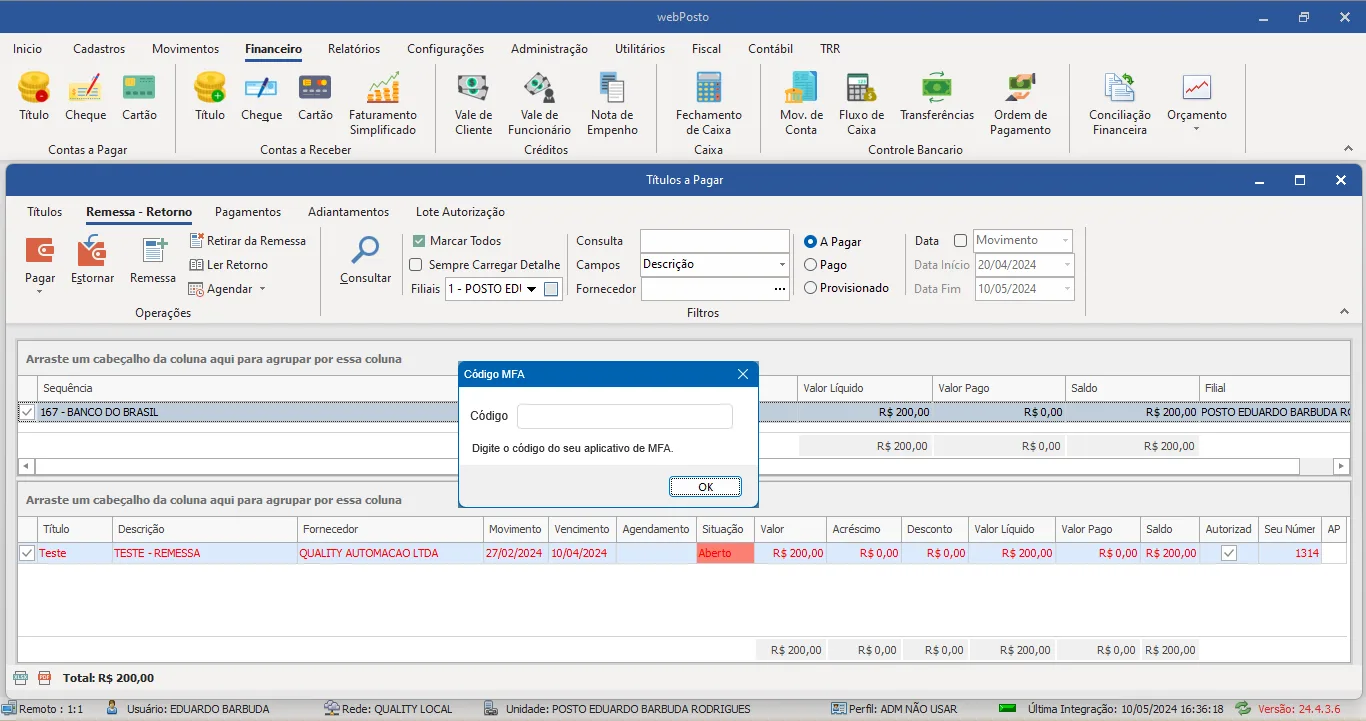 webPosto
Inicio Cadastros Movimentos Financeiro Relatórios Configurações Administração Utilitários Fiscal Contábil TRR
Título Cheque Cartão Título Cheque Cartão Faturamento Simplificado Vale de Cliente Vale de Funcionário Nota de Empenho Fechamento de Caixa Mov. de Conta Fluxo de Caixa Transferências Ordem de Pagamento Conciliação Financeira Orçamento
Contas a Pagar Contas a Receber Créditos Caixa Controle Bancario
Títulos a Pagar
Títulos Remessa - Retorno Pagamentos Adiantamentos Lote Autorização
Pagar Estornar Remessa
Retirar da Remessa
Ler Retorno
Agendar
Consultar
Marcar Todos
Sempre Carregar Detalhe
Filiais 1 - POSTO EDU
Consulta
Campos Descrição
Fornecedor ...
A Pagar
Pago
Provisionado
Data Movimento
Data Início 20/04/2024
Data Fim 10/05/2024
Operações Filtros
Arraste um cabeçalho da coluna aqui para agrupar por essa coluna
Sequência Valor Líquido Valor Pago Saldo Filial
167 - BANCO DO BRASIL R$ 200,00 R$ 0,00 R$ 200,00 POSTO EDUARDO BARBUDA RO
R$ 200,00 R$ 0,00 R$ 200,00
Código MFA
Código
Digite o código do seu aplicativo de MFA.
OK
Arraste um cabeçalho da coluna aqui para agrupar por essa coluna
Título Descrição Fornecedor Movimento Vencimento Agendamento Situação Valor Acréscimo Desconto Valor Líquido Valor Pago Saldo Autorizad Seu Númer AP
Teste TESTE - REMESSA QUALITY AUTOMACAO LTDA 27/02/2024 10/04/2024 Aberto R$ 200,00 R$ 0,00 R$ 0,00 R$ 200,00 R$ 0,00 R$ 200,00 1314
R$ 200,00 R$ 0,00 R$ 0,00 R$ 200,00 R$ 0,00 R$ 200,00
XLSX PDF Total: R$ 200,00
Remoto : 1:1 Usuário: EDUARDO BARBUDA Rede: QUALITY LOCAL Unidade: POSTO EDUARDO BARBUDA RODRIGUES Perfil: ADM NÃO USAR Última Integração: 10/05/2024 16:36:18 Versão: 24.4.3.6